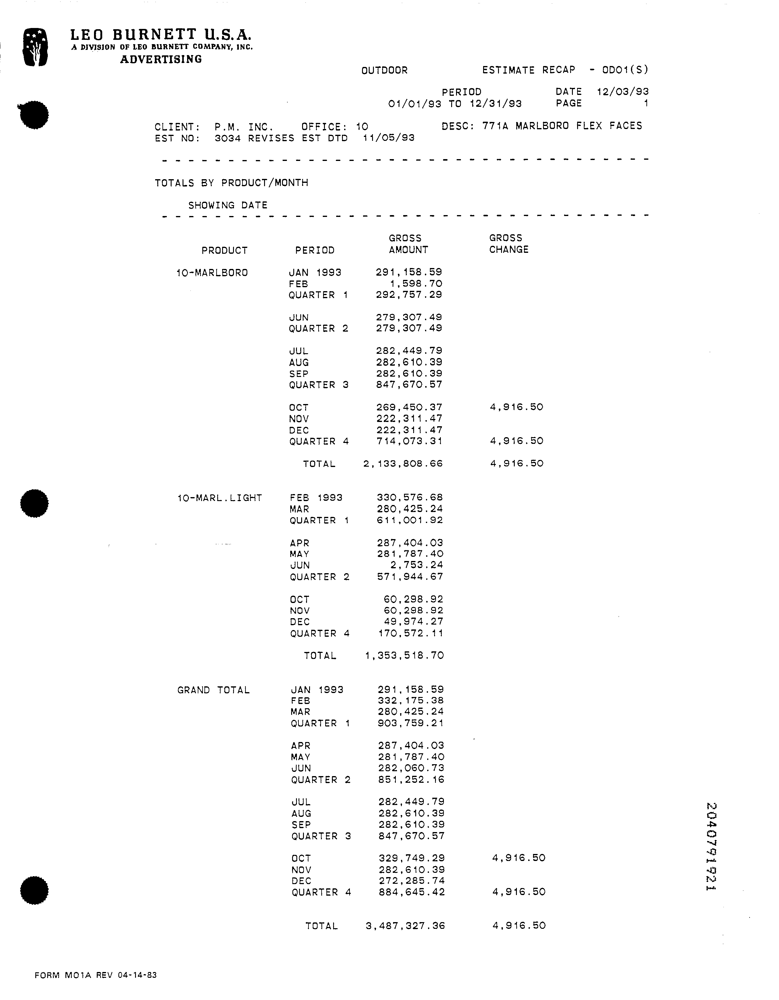 LEO BURNETT U.S.A.
A DIVISION OF LEO BURNETT COMPANY, INC.
ADVERTISING
OUTDOOR ESTIMATE RECAP - OD01(S)
PERIOD DATE 12/03/93
01/01/93 TO 12/31/93 PAGE 1
CLIENT: P.M. INC. OFFICE: 10 DESC: 771A MARLBORO FLEX FACES
EST NO: 3034 REVISES EST DTD 11/05/93
- - - - - - - - - - - - - - - - - - - - - - - - - - - - - - - - - - - - -
TOTALS BY PRODUCT/MONTH
SHOWING DATE
- - - - - - - - - - - - - - - - - - - - - - - - - - - - - - - - - - - - -
GROSS GROSS
PRODUCT PERIOD AMOUNT CHANGE
10-MARLBORO JAN 1993 291,158.59
FEB 1,598.70
QUARTER 1 292,757.29
JUN 279,307.49
QUARTER 2 279,307.49
JUL 282,449.79
AUG 282,610.39
SEP 282,610.39
QUARTER 3 847,670.57
OCT 269,450.37 4,916.50
NOV 222,311.47
DEC 222,311.47
QUARTER 4 714,073.31 4,916.50
TOTAL 2,133,808.66 4,916.50
10-MARL.LIGHT FEB 1993 330,576.68
MAR 280,425.24
QUARTER 1 611,001.92
APR 287,404.03
MAY 281,787.40
JUN 2,753.24
QUARTER 2 571,944.67
OCT 60,298.92
NOV 60,298.92
DEC 49,974.27
QUARTER 4 170,572.11
TOTAL 1,353,518.70
GRAND TOTAL JAN 1993 291,158.59
FEB 332,175.38
MAR 280,425.24
QUARTER 1 903,759.21
APR 287,404.03
MAY 281,787.40
JUN 282,060.73
QUARTER 2 851,252.16
JUL 282,449.79
AUG 282,610.39
SEP 282,610.39
QUARTER 3 847,670.57
OCT 329,749.29 4,916.50
NOV 282,610.39
DEC 272,285.74
QUARTER 4 884,645.42 4,916.50
TOTAL 3,487,327.36 4,916.50
2040791921
FORM MO1A REV 04-14-83